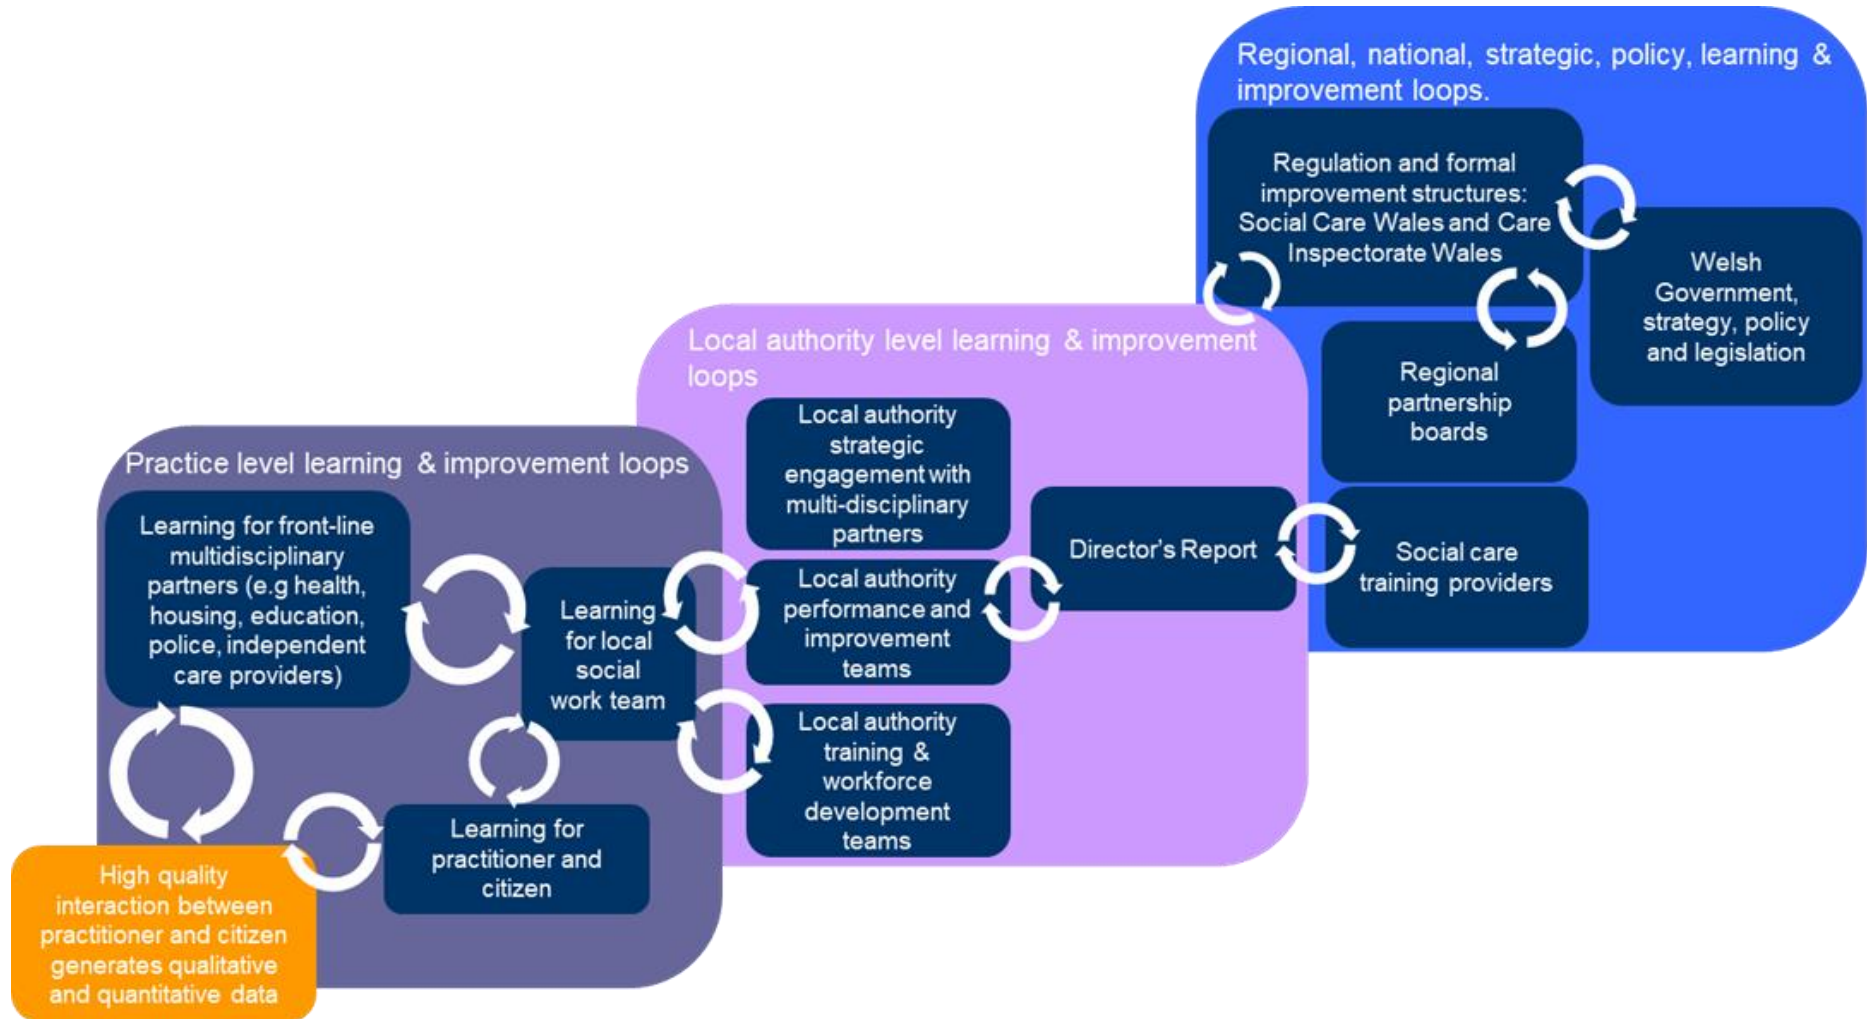 Regional, national, strategic, policy, learning &
improvement loops.
Regulation and formal
improvement structures:
Social Care Wales and Care
Inspectorate Wales
Welsh
Government,
strategy, policy
and legislation
Regional
partnership
boards
Social care
training providers
Local authority level learning & improvement
loops
Local authority
strategic
engagement with
multi-disciplinary
partners
Local authority
performance and
improvement
teams
Local authority
training &
workforce
development
teams
Director's Report
Practice level learning & improvement loops
Learning for front-line
multidisciplinary
partners (e.g health,
housing, education,
police, independent
care providers)
Learning
for local
social
work team
Learning for
practitioner and
citizen
High quality
interaction between
practitioner and citizen
generates qualitative
and quantitative data